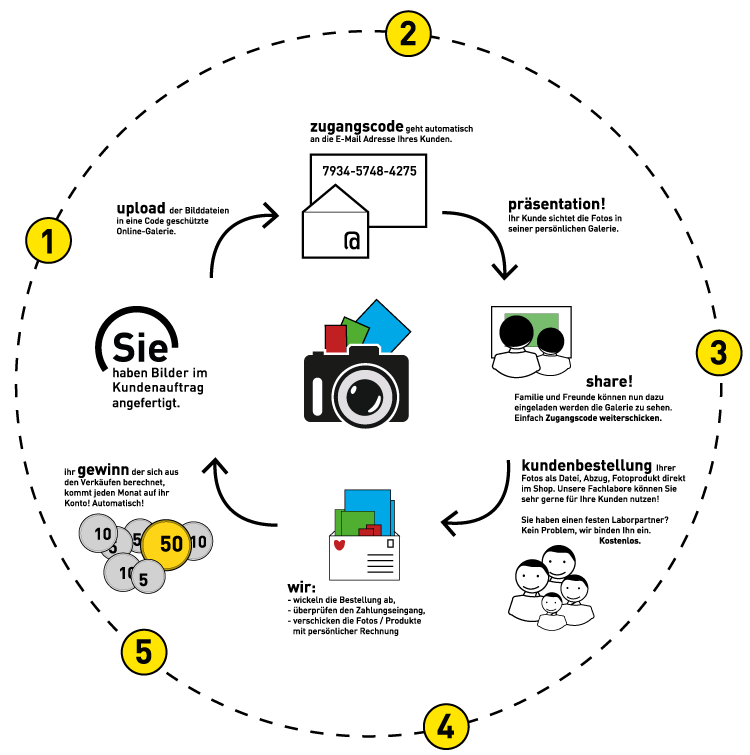 2
zugangscode geht automatisch
an die E-Mail Adresse Ihres Kunden.
7934-5748-4275
@
upload der Bilddateien
in eine Code geschützte
Online-Galerie.
präsentation!
Ihr Kunde sichtet die Fotos in
seiner persönlichen Galerie.
1
Sie
haben Bilder im
Kundenauftrag
angefertigt.
3
share!
Familie und Freunde können nun dazu
eingeladen werden die Galerie zu sehen.
Einfach Zugangscode weiterschicken.
kundenbestellung Ihrer
Fotos als Datei, Abzug, Fotoprodukt direkt
im Shop. Unsere Fachlabore können Sie
sehr gerne für Ihre Kunden nutzen!
Sie haben einen festen Laborpartner?
Kein Problem, wir binden Ihn ein.
Kostenlos.
ihr gewinn der sich aus
den Verkäufen berechnet,
kommt jeden Monat auf ihr
Konto! Automatisch!
10
5
5
50
10
10
5
wir:
- wickeln die Bestellung ab,
- überprüfen den Zahlungseingang,
- verschicken die Fotos / Produkte
mit persönlicher Rechnung
5
4